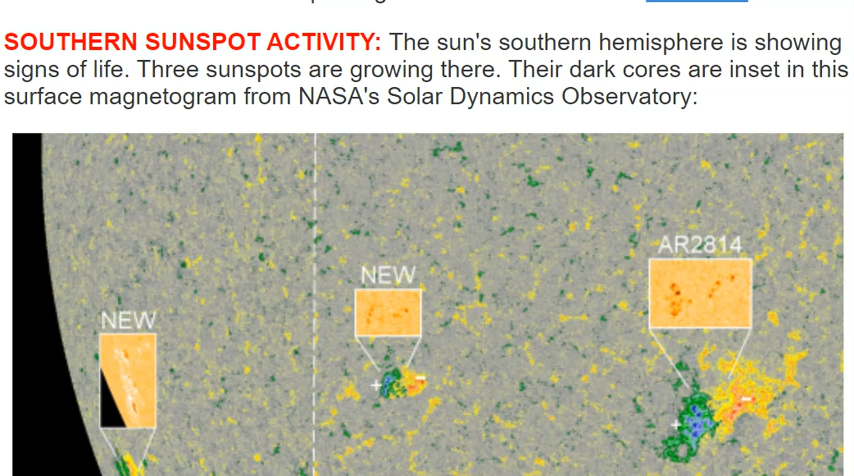 SOUTHERN SUNSPOT ACTIVITY: The sun's southern hemisphere is showing
signs of life. Three sunspots are growing there. Their dark cores are inset in this
surface magnetogram from NASA's Solar Dynamics Observatory:
AR2814
NEW
NEW